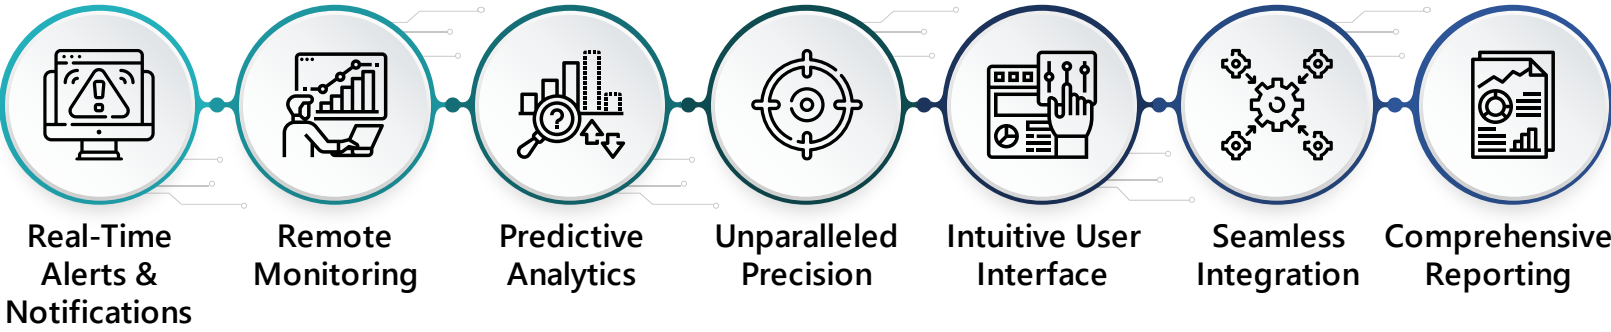 Real-Time
Alerts &
Notifications
Remote
Monitoring
Predictive
Analytics
Unparalleled
Precision
Intuitive User
Interface
Seamless
Integration
Comprehensive
Reporting